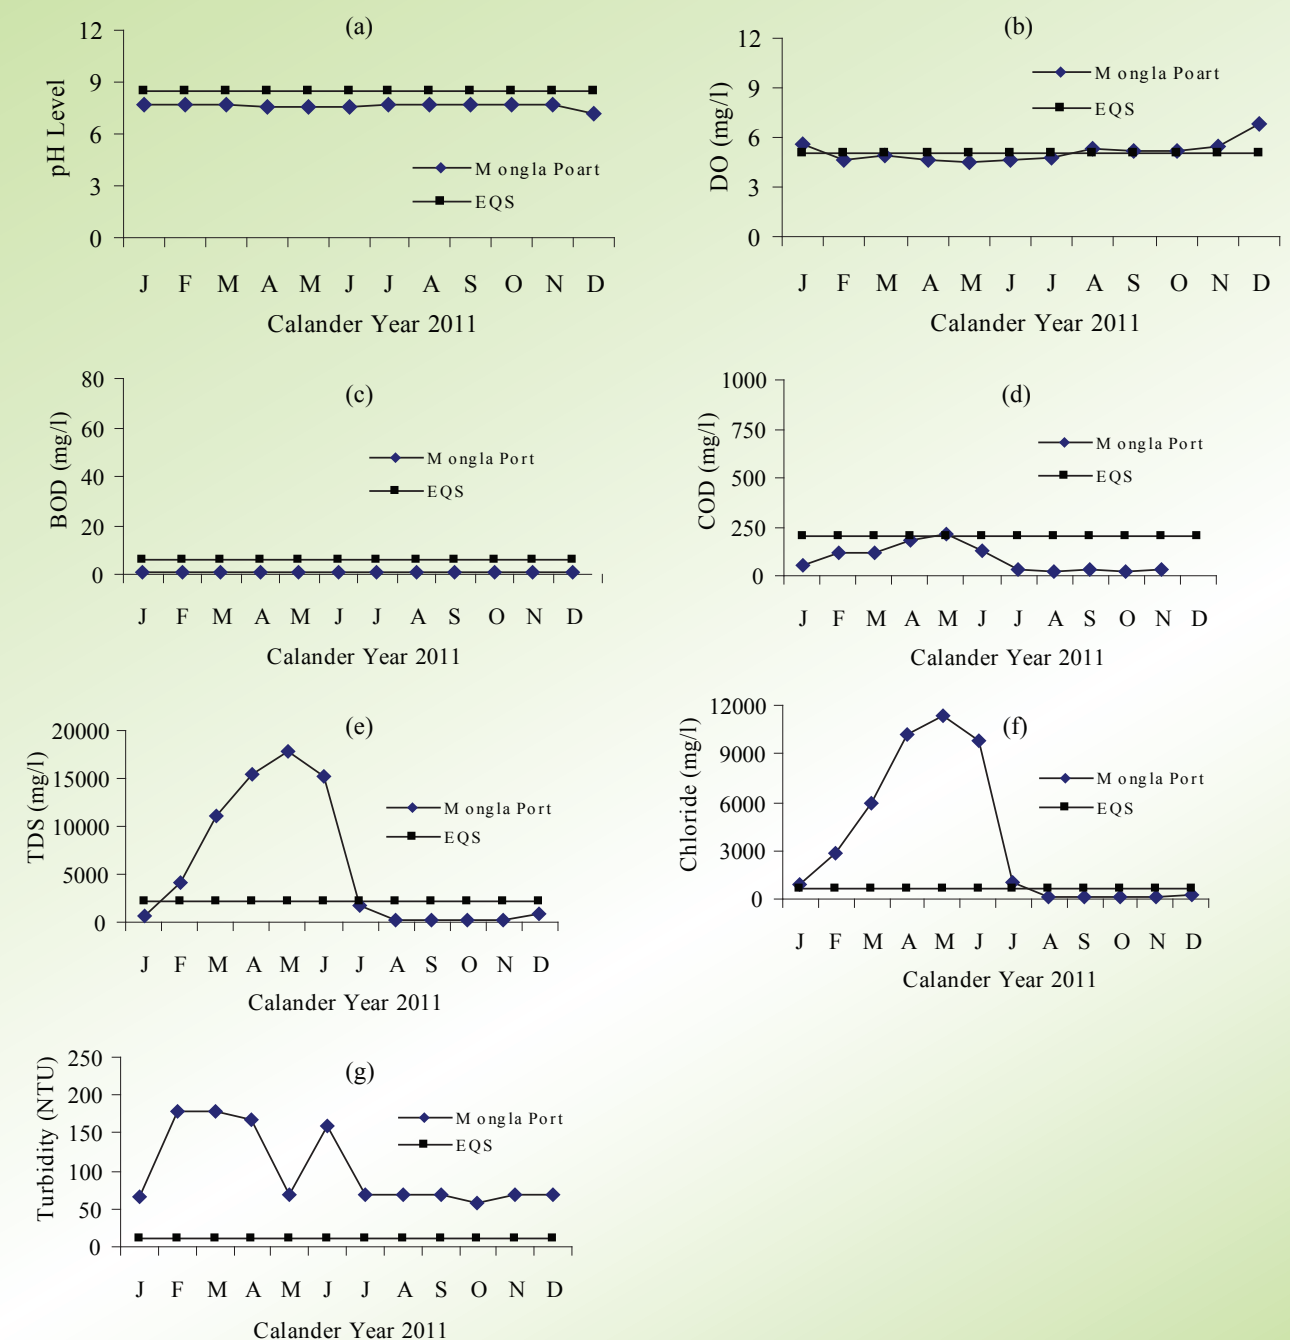 (a)
12
9
6
3
0
pH Level
M ongla Poart
EQS
J F M A M J J A S O N D
Calander Year 2011
(b)
12
9
6
3
0
DO (mg/l)
M ongla Poart
EQS
J F M A M J J A S O N D
Calander Year 2011
(c)
80
60
40
20
0
BOD (mg/l)
M ongla Port
EQS
J F M A M J J A S O N D
Calander Year 2011
(d)
1000
750
500
250
0
COD (mg/l)
M ongla Port
EQS
J F M A M J J A S O N D
Calander Year 2011
(e)
20000
15000
10000
5000
0
TDS (mg/l)
M ongla Port
EQS
J F M A M J J A S O N D
Calander Year 2011
(f)
12000
9000
6000
3000
0
Chloride (mg/l)
M ongla Port
EQS
J F M A M J J A S O N D
Calander Year 2011
(g)
250
200
150
100
50
0
Turbidity (NTU)
M ongla Port
EQS
J F M A M J J A S O N D
Calander Year 2011